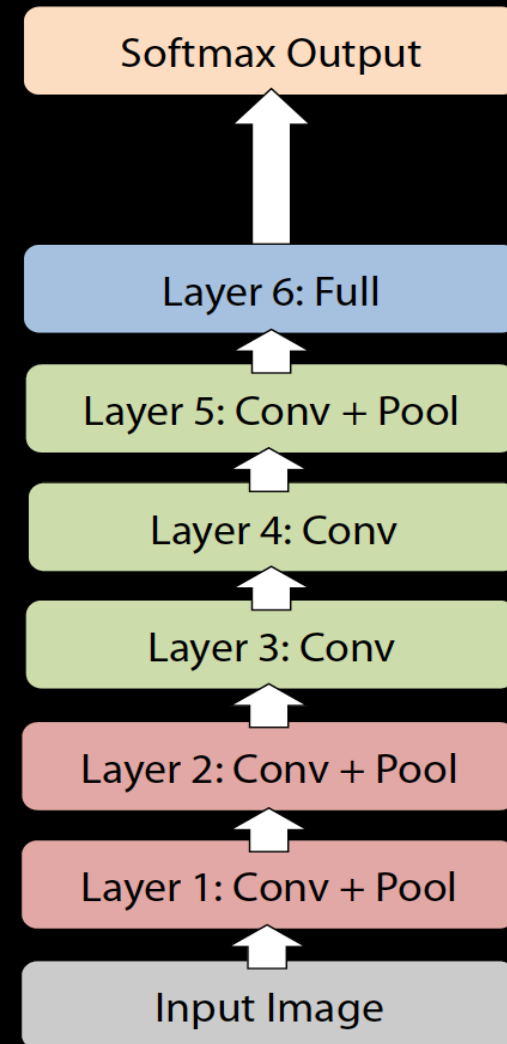 Softmax Output
Layer 6: Full
Layer 5: Conv + Pool
Layer 4: Conv
Layer 3: Conv
Layer 2: Conv + Pool
Layer 1: Conv + Pool
Input Image